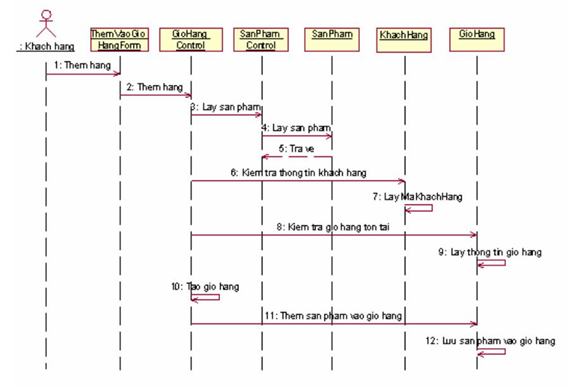 : Khach hang
ThemVaoGio
HangForm
GioHang
Control
SanPham
Control
SanPham
KhachHang
GioHang
1: Them hang
2: Them hang
3: Lay san pham
4: Lay san pham
5: Tra ve
6: Kiem tra thong tin khach hang
7: Lay MaKhachHang
8: Kiem tra gio hang ton tai
9: Lay thong tin gio hang
10: Tao gio hang
11: Them san pham vao gio hang
12: Luu san pham vao gio hang